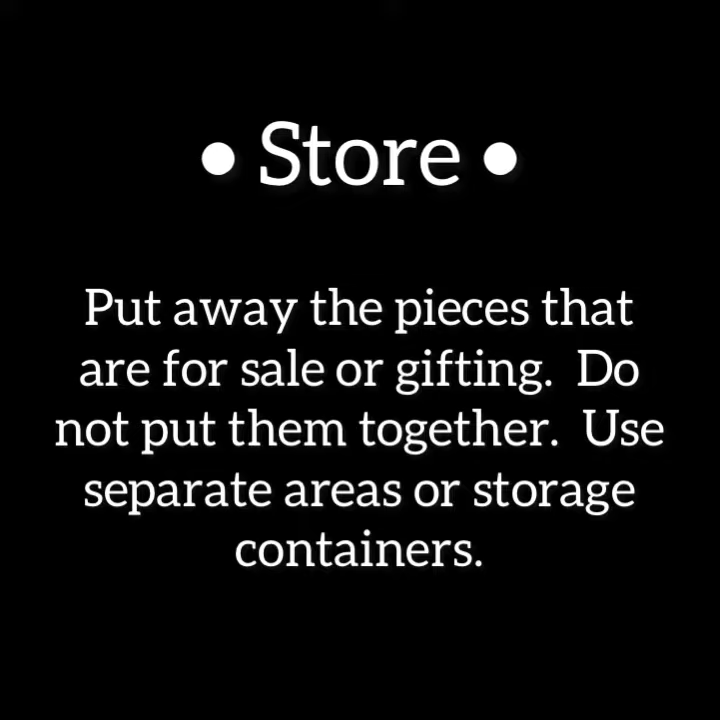 • Store •
Put away the pieces that
are for sale or gifting.  Do
not put them together.  Use
separate areas or storage
containers.